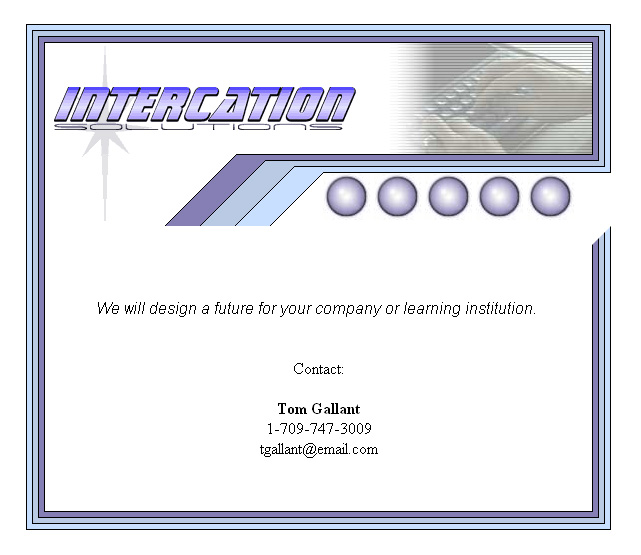 INTERCATION
SOLUTIONS
We will design a future for your company or learning institution.
Contact:
Tom Gallant
1-709-747-3009
tgallant@email.com